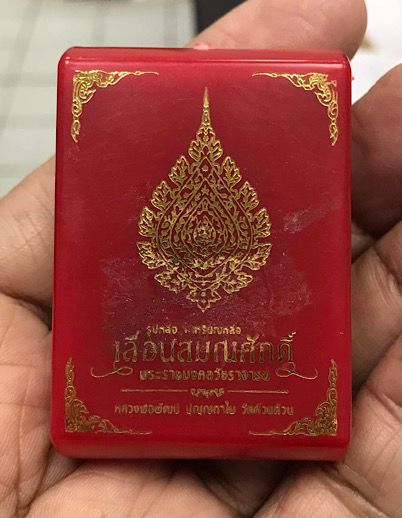 รูปหล่อ เหรียญหล่อ
เลื่อนสมณศักดิ์
พระราชมงคลวัชราจารย์
หลวงพ่อพัฒน์ ปุญฺญกาโม วัดห้วยด้วน